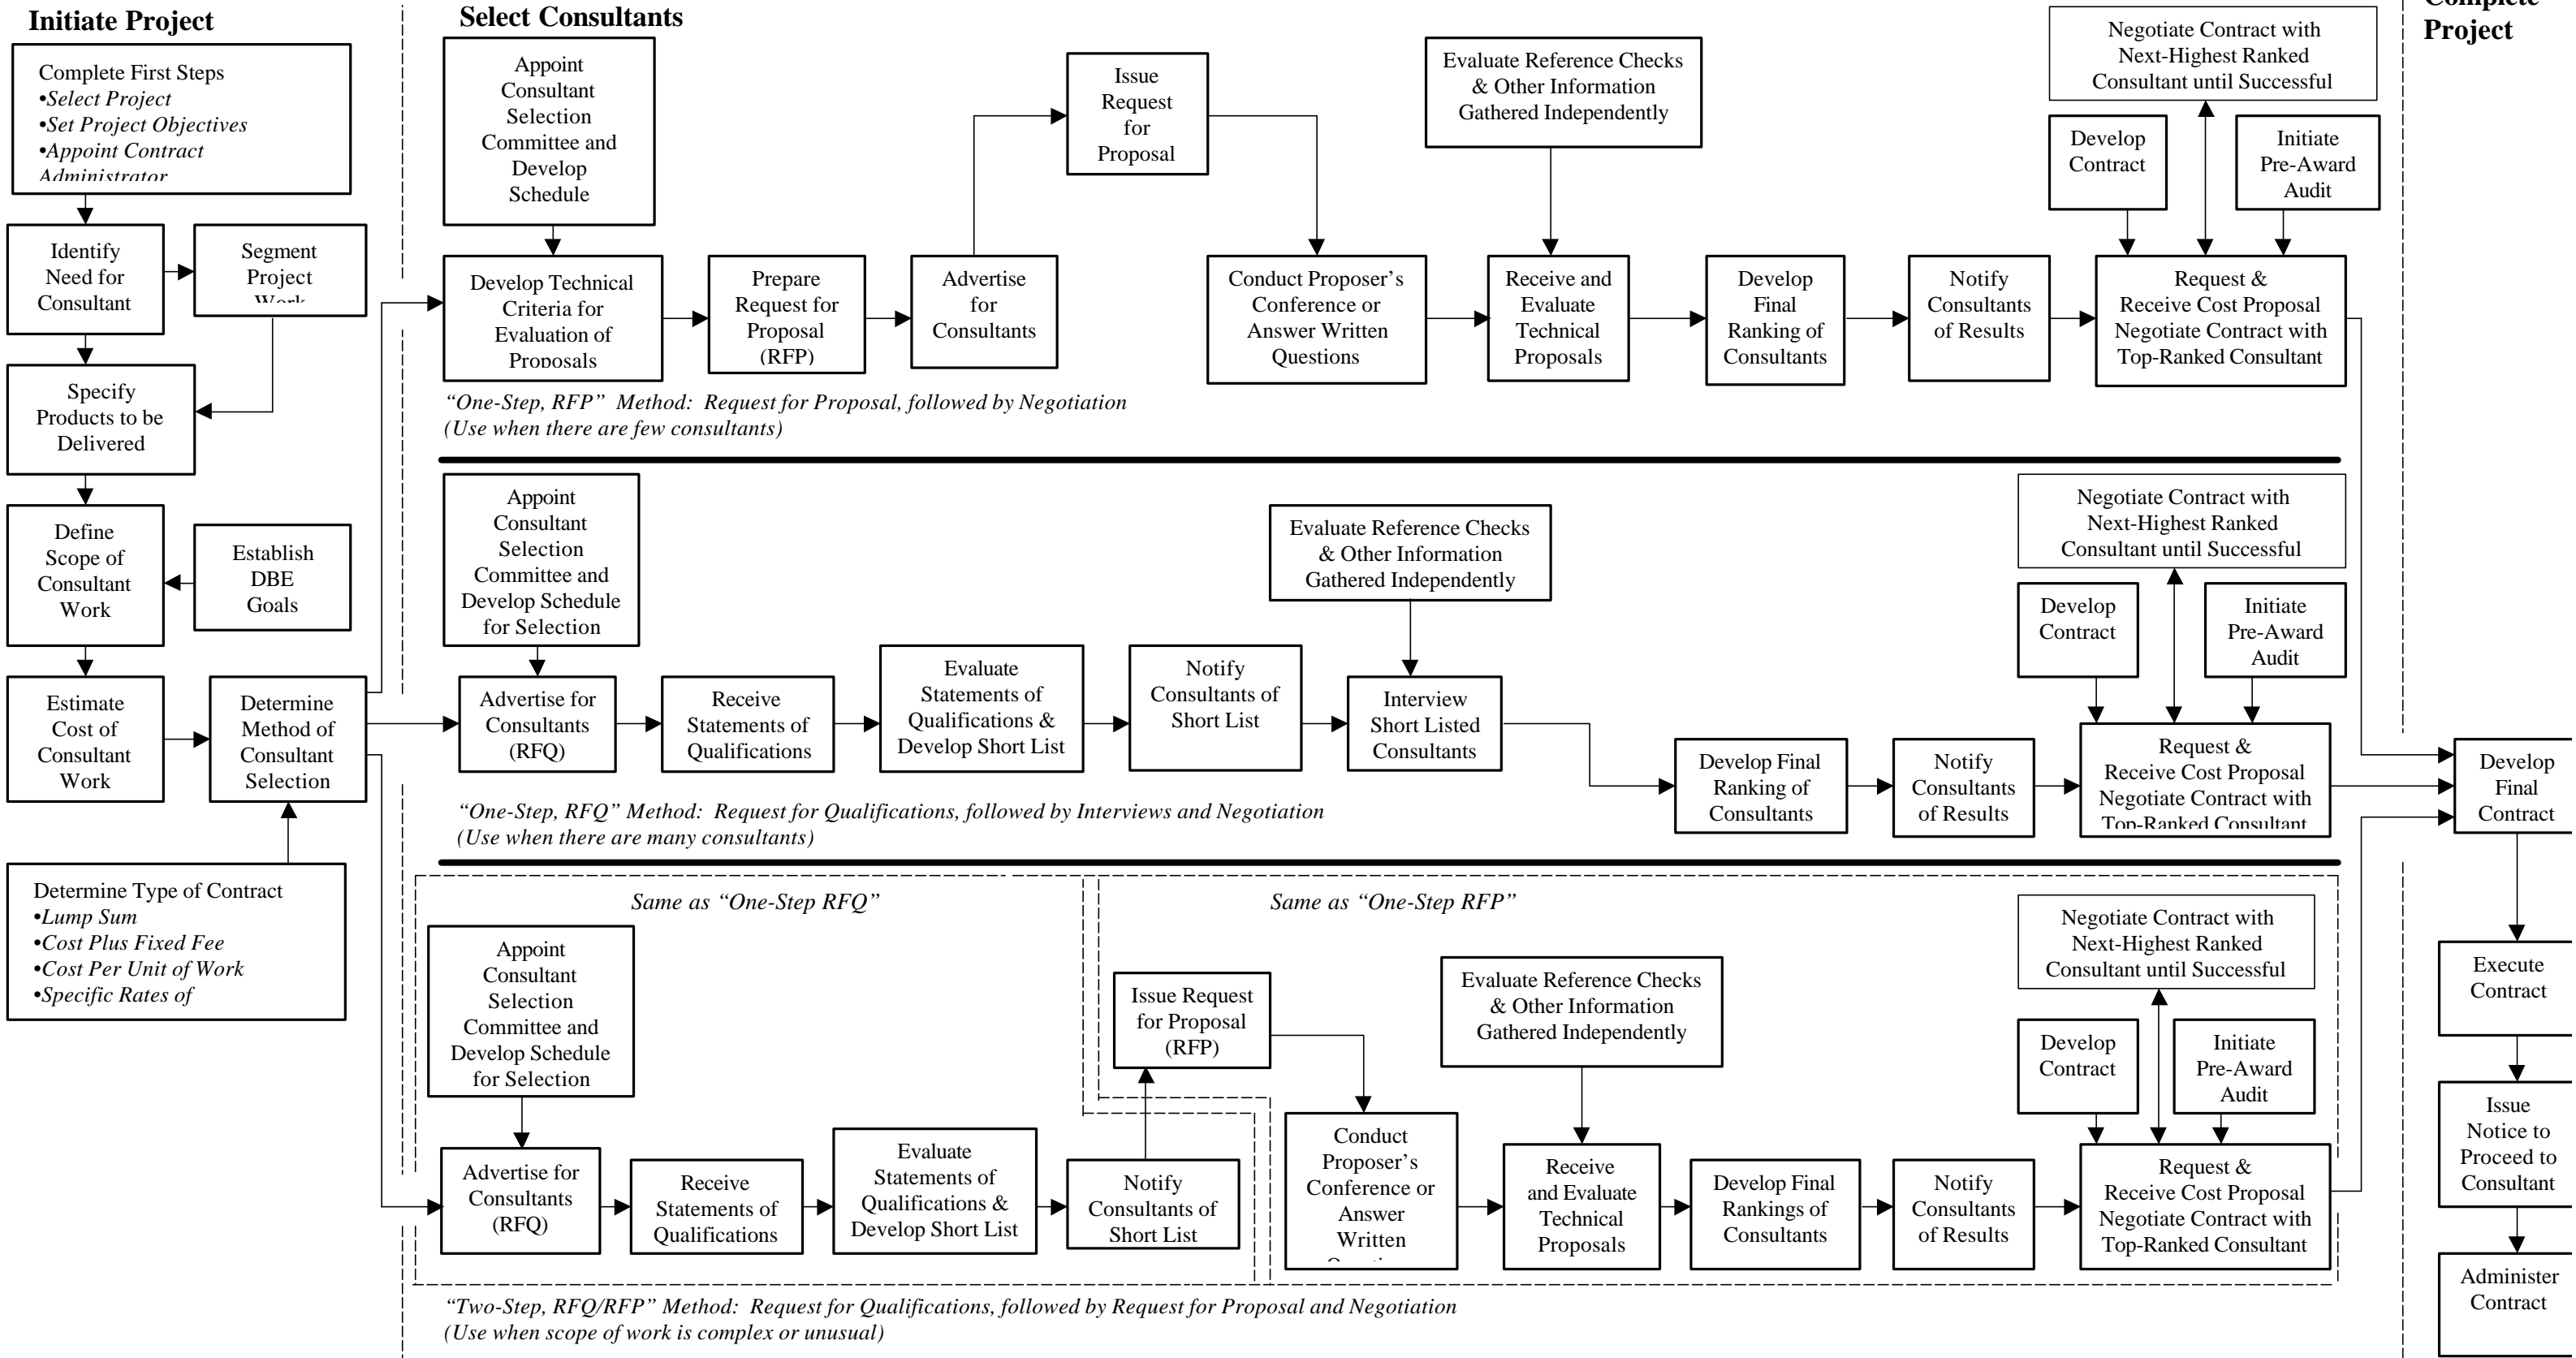 Initiate Project
Complete First Steps
•Select Project
•Set Project Objectives
•Appoint Contract
Administrator
Identify
Need for
Consultant
Segment
Project
Work
Specify
Products to be
Delivered
Define
Scope of
Consultant
Work
Establish
DBE
Goals
Estimate
Cost of
Consultant
Work
Determine
Method of
Consultant
Selection
Determine Type of Contract
•Lump Sum
•Cost Plus Fixed Fee
•Cost Per Unit of Work
•Specific Rates of
Select Consultants
Appoint
Consultant
Selection
Committee and
Develop
Schedule
Develop Technical
Criteria for
Evaluation of
Proposals
Prepare
Request for
Proposal
(RFP)
Advertise
for
Consultants
Issue
Request
for
Proposal
Conduct Proposer’s
Conference or
Answer Written
Questions
Evaluate Reference Checks
& Other Information
Gathered Independently
Receive and
Evaluate
Technical
Proposals
Develop
Final
Ranking of
Consultants
Notify
Consultants
of Results
Negotiate Contract with
Next-Highest Ranked
Consultant until Successful
Develop
Contract
Initiate
Pre-Award
Audit
Request &
Receive Cost Proposal
Negotiate Contract with
Top-Ranked Consultant
“One-Step, RFP” Method: Request for Proposal, followed by Negotiation
(Use when there are few consultants)
Appoint
Consultant
Selection
Committee and
Develop Schedule
for Selection
Advertise for
Consultants
(RFQ)
Receive
Statements of
Qualifications
Evaluate
Statements of
Qualifications &
Develop Short List
Notify
Consultants of
Short List
Evaluate Reference Checks
& Other Information
Gathered Independently
Interview
Short Listed
Consultants
Develop Final
Ranking of
Consultants
Notify
Consultants
of Results
Negotiate Contract with
Next-Highest Ranked
Consultant until Successful
Develop
Contract
Initiate
Pre-Award
Audit
Request &
Receive Cost Proposal
Negotiate Contract with
Top-Ranked Consultant
“One-Step, RFQ” Method: Request for Qualifications, followed by Interviews and Negotiation
(Use when there are many consultants)
Same as “One-Step RFQ”
Appoint
Consultant
Selection
Committee and
Develop Schedule
for Selection
Advertise for
Consultants
(RFQ)
Receive
Statements of
Qualifications
Evaluate
Statements of
Qualifications &
Develop Short List
Notify
Consultants of
Short List
Same as “One-Step RFP”
Issue Request
for Proposal
(RFP)
Conduct
Proposer’s
Conference or
Answer
Written
Evaluate Reference Checks
& Other Information
Gathered Independently
Receive
and Evaluate
Technical
Proposals
Develop Final
Rankings of
Consultants
Notify
Consultants
of Results
Negotiate Contract with
Next-Highest Ranked
Consultant until Successful
Develop
Contract
Initiate
Pre-Award
Audit
Request &
Receive Cost Proposal
Negotiate Contract with
Top-Ranked Consultant
“Two-Step, RFQ/RFP” Method: Request for Qualifications, followed by Request for Proposal and Negotiation
(Use when scope of work is complex or unusual)
Complete
Project
Develop
Final
Contract
Execute
Contract
Issue
Notice to
Proceed to
Consultant
Administer
Contract